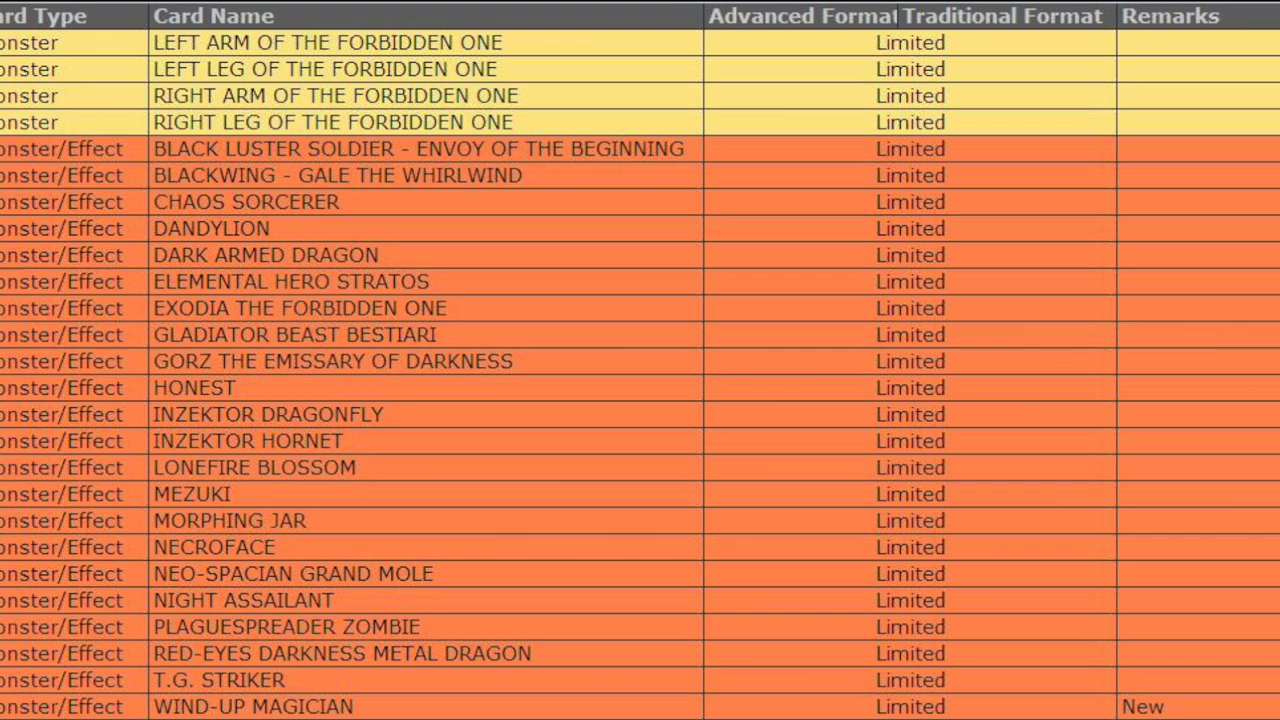 ard Type Card Name Advanced Format Traditional Format Remarks
onster LEFT ARM OF THE FORBIDDEN ONE Limited
onster LEFT LEG OF THE FORBIDDEN ONE Limited
onster RIGHT ARM OF THE FORBIDDEN ONE Limited
onster RIGHT LEG OF THE FORBIDDEN ONE Limited
onster/Effect BLACK LUSTER SOLDIER - ENVOY OF THE BEGINNING Limited
onster/Effect BLACKWING - GALE THE WHIRLWIND Limited
onster/Effect CHAOS SORCERER Limited
onster/Effect DANDYLION Limited
onster/Effect DARK ARMED DRAGON Limited
onster/Effect ELEMENTAL HERO STRATOS Limited
onster/Effect EXODIA THE FORBIDDEN ONE Limited
onster/Effect GLADIATOR BEAST BESTIARI Limited
onster/Effect GORZ THE EMISSARY OF DARKNESS Limited
onster/Effect HONEST Limited
onster/Effect INZEKTOR DRAGONFLY Limited
onster/Effect INZEKTOR HORNET Limited
onster/Effect LONEFIRE BLOSSOM Limited
onster/Effect MEZUKI Limited
onster/Effect MORPHING JAR Limited
onster/Effect NECROFACE Limited
onster/Effect NEO-SPACIAN GRAND MOLE Limited
onster/Effect NIGHT ASSAILANT Limited
onster/Effect PLAGUESPREADER ZOMBIE Limited
onster/Effect RED-EYES DARKNESS METAL DRAGON Limited
onster/Effect T.G. STRIKER Limited
onster/Effect WIND-UP MAGICIAN Limited New